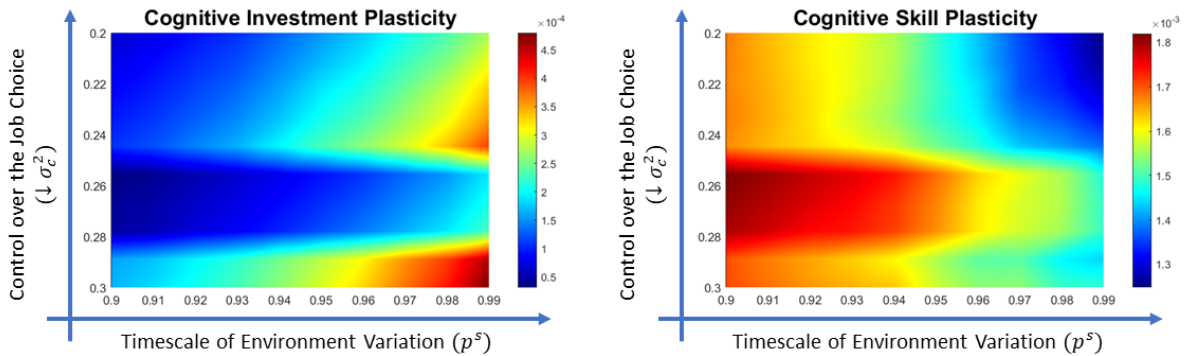 Cognitive Investment Plasticity
×10⁻⁴
Control over the Job Choice
(↓ σ_c²)
0.2
0.22
0.24
0.26
0.28
0.3
0.9 0.91 0.92 0.93 0.94 0.95 0.96 0.97 0.98 0.99
4.5
4
3.5
3
2.5
2
1.5
1
0.5
Timescale of Environment Variation (pˢ)
Cognitive Skill Plasticity
×10⁻³
Control over the Job Choice
(↓ σ_c²)
0.2
0.22
0.24
0.26
0.28
0.3
0.9 0.91 0.92 0.93 0.94 0.95 0.96 0.97 0.98 0.99
1.8
1.7
1.6
1.5
1.4
1.3
Timescale of Environment Variation (pˢ)